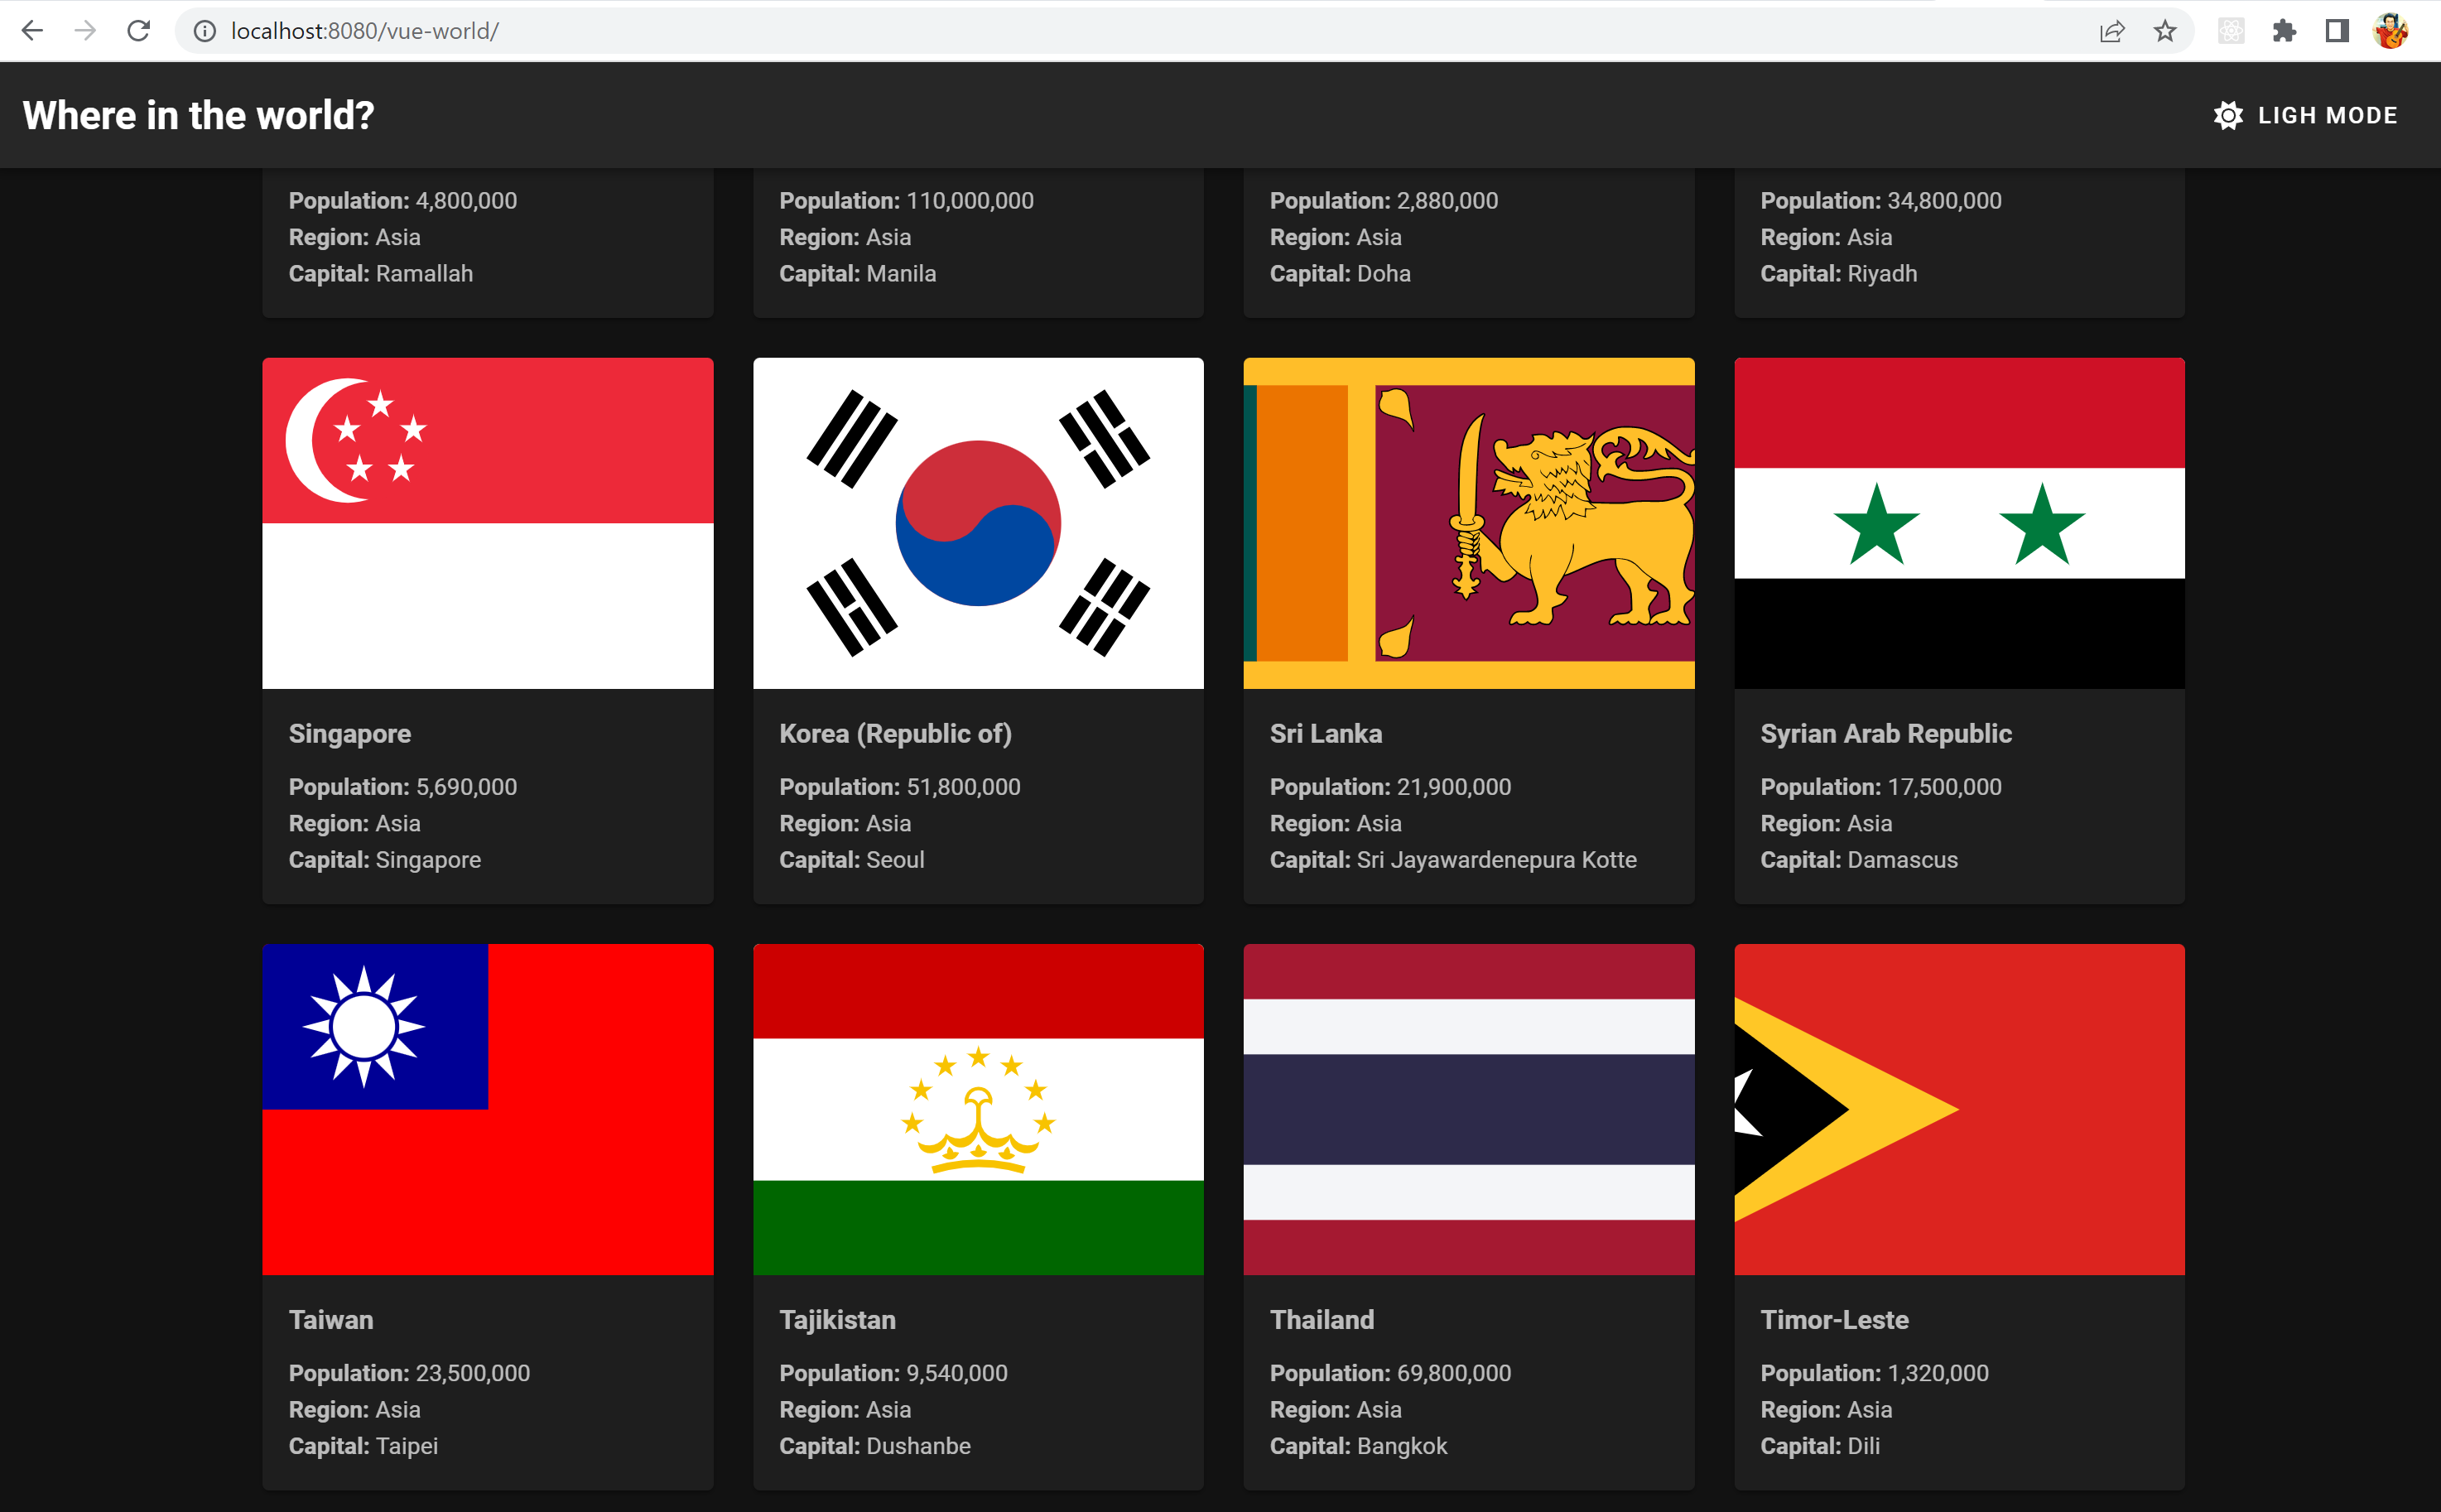 localhost:8080/vue-world/
Where in the world?
LIGH MODE
Population: 4,800,000
Region: Asia
Capital: Ramallah
Population: 110,000,000
Region: Asia
Capital: Manila
Population: 2,880,000
Region: Asia
Capital: Doha
Population: 34,800,000
Region: Asia
Capital: Riyadh
Singapore
Population: 5,690,000
Region: Asia
Capital: Singapore
Korea (Republic of)
Population: 51,800,000
Region: Asia
Capital: Seoul
Sri Lanka
Population: 21,900,000
Region: Asia
Capital: Sri Jayawardenepura Kotte
Syrian Arab Republic
Population: 17,500,000
Region: Asia
Capital: Damascus
Taiwan
Population: 23,500,000
Region: Asia
Capital: Taipei
Tajikistan
Population: 9,540,000
Region: Asia
Capital: Dushanbe
Thailand
Population: 69,800,000
Region: Asia
Capital: Bangkok
Timor-Leste
Population: 1,320,000
Region: Asia
Capital: Dili